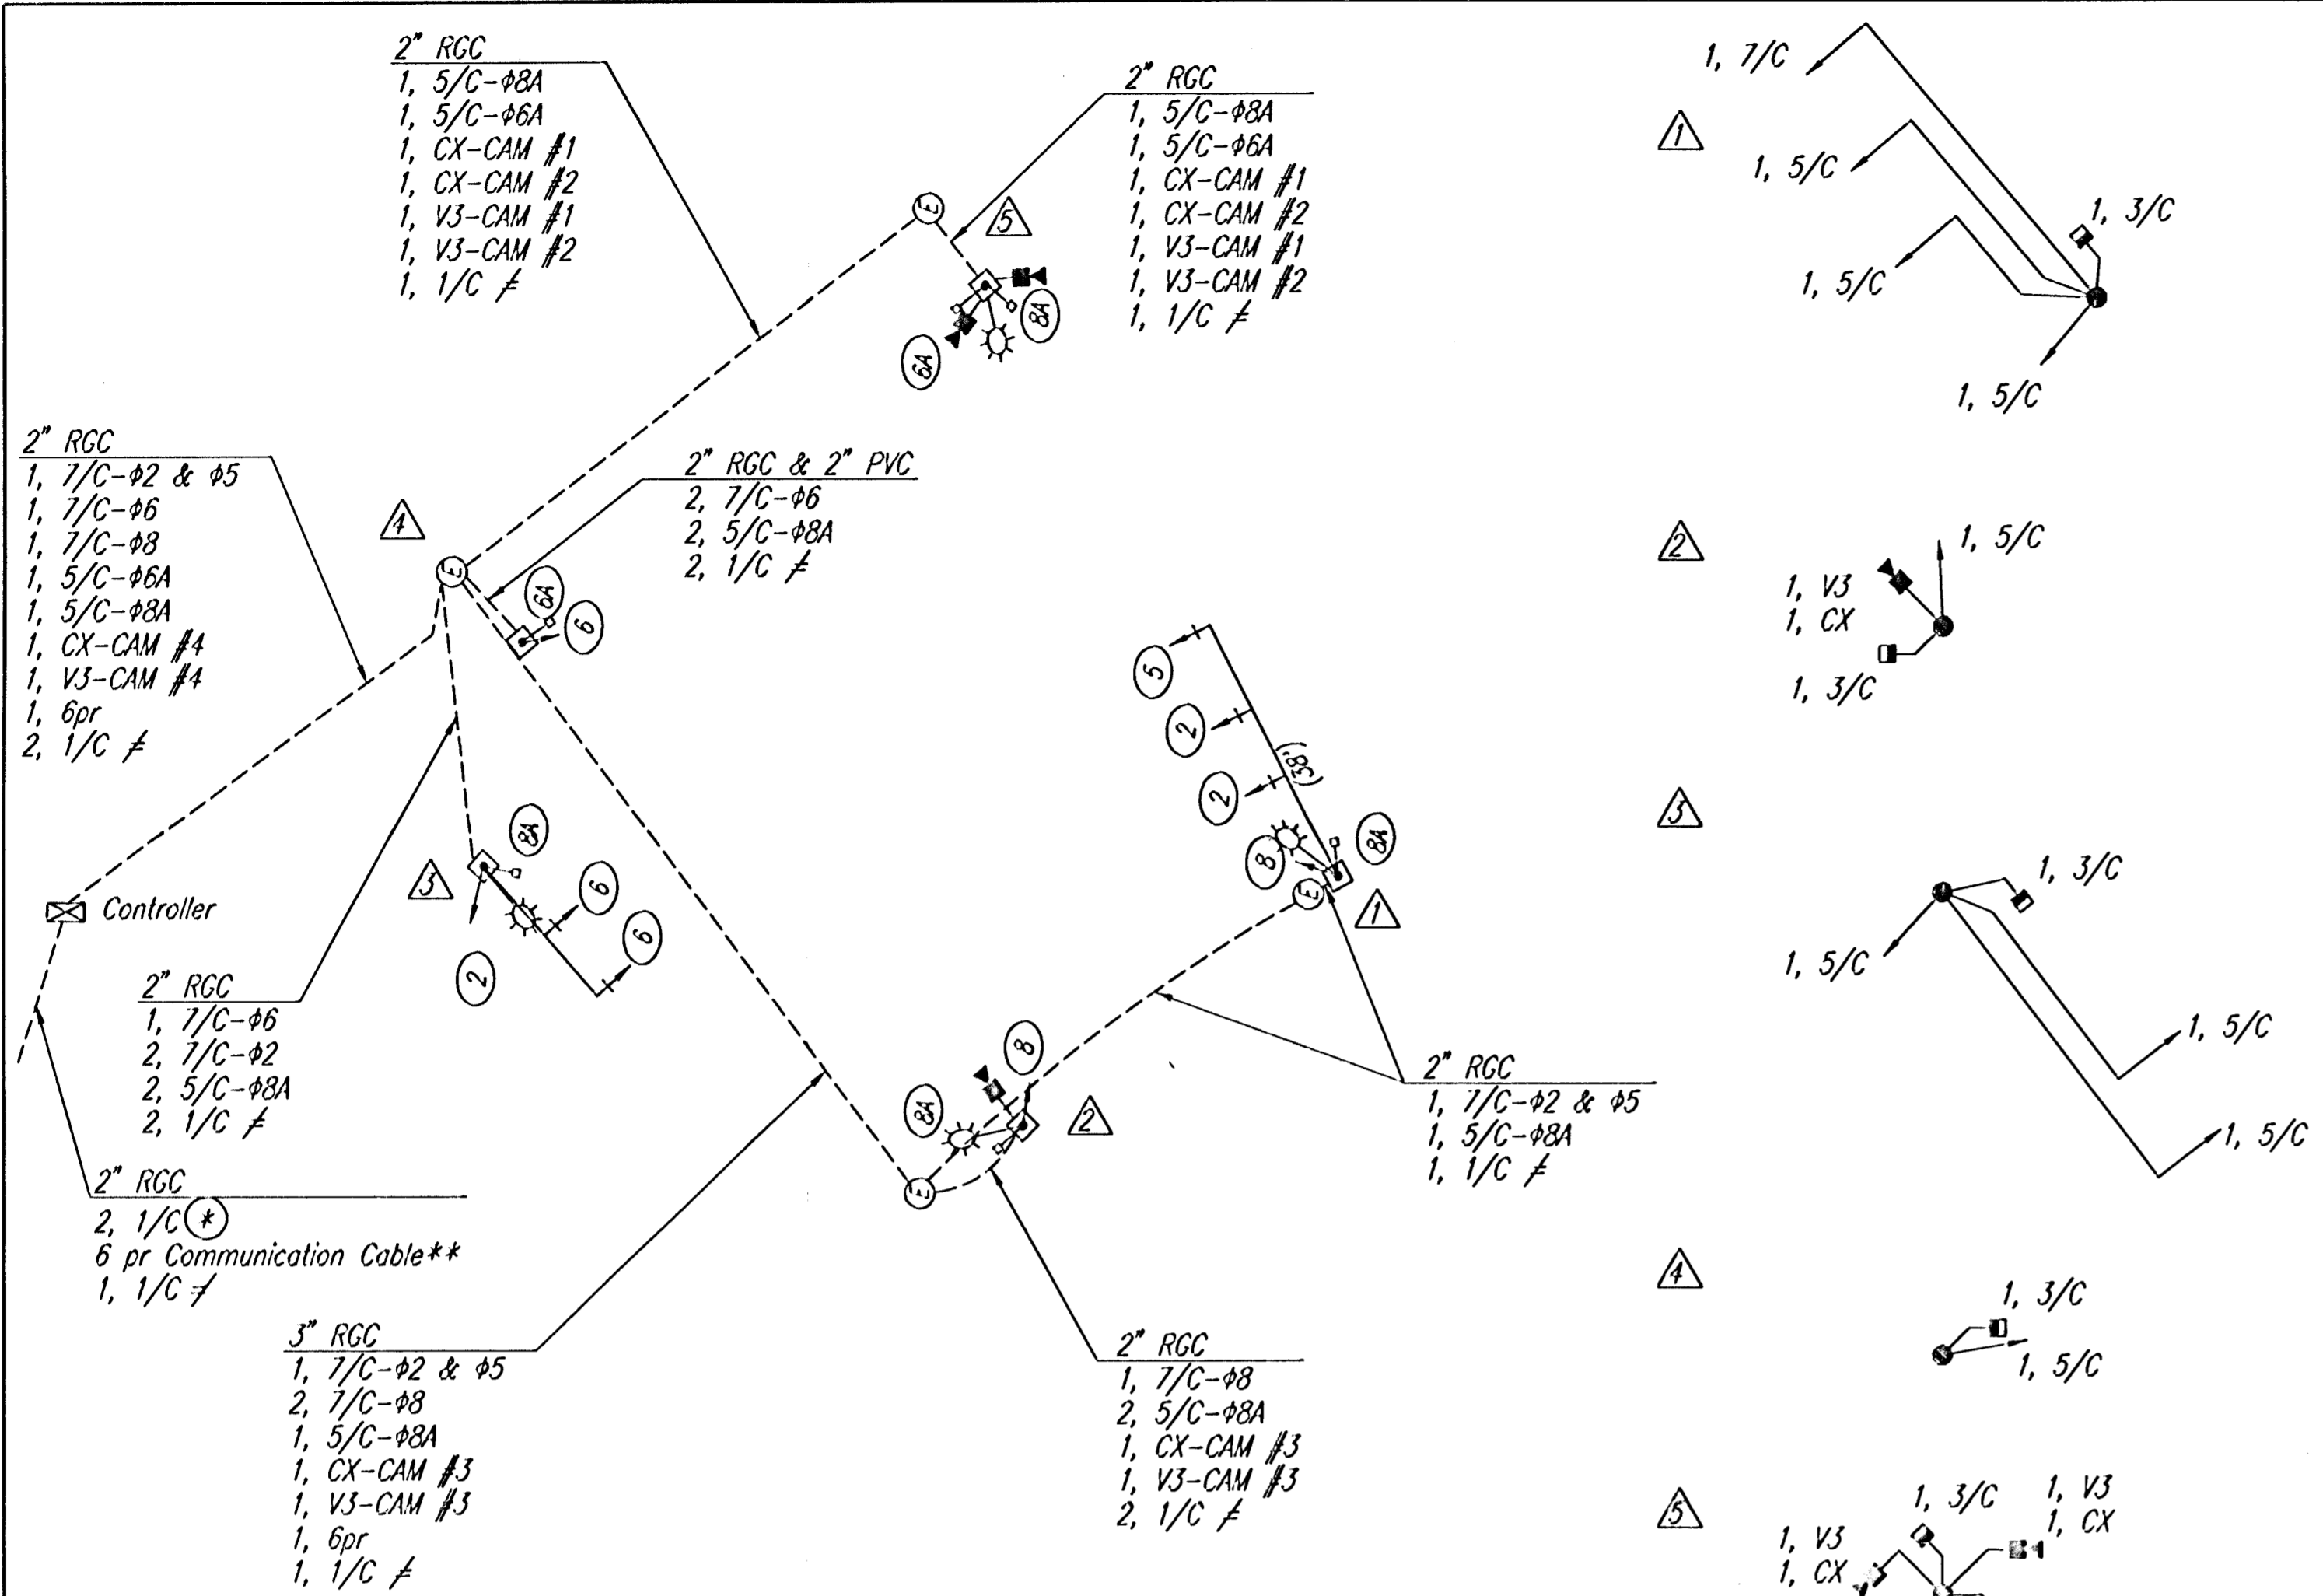 2" RGC
1, 5/C-ϕ8A
1, 5/C-ϕ6A
1, CX-CAM #1
1, CX-CAM #2
1, V3-CAM #1
1, V3-CAM #2
1, 1/C ≠
2" RGC
1, 5/C-ϕ8A
1, 5/C-ϕ6A
1, CX-CAM #1
1, CX-CAM #2
1, V3-CAM #1
1, V3-CAM #2
1, 1/C ≠
E
5
8A
6A
2" RGC
1, 7/C-ϕ2 & ϕ5
1, 7/C-ϕ6
1, 7/C-ϕ8
1, 5/C-ϕ6A
1, 5/C-ϕ8A
1, CX-CAM #4
1, V3-CAM #4
1, 6pr
2, 1/C ≠
4
2" RGC & 2" PVC
2, 7/C-ϕ6
2, 5/C-ϕ8A
2, 1/C ≠
E
6A
6
5
2
2
(38')
8
8A
E
1
8A
3
6
6
2
Controller
2" RGC
1, 7/C-ϕ6
2, 7/C-ϕ2
2, 5/C-ϕ8A
2, 1/C ≠
2" RGC
2, 1/C *
6 pr Communication Cable**
1, 1/C ≠
8
8A
2
E
2" RGC
1, 7/C-ϕ2 & ϕ5
1, 5/C-ϕ8A
1, 1/C ≠
3" RGC
1, 7/C-ϕ2 & ϕ5
2, 7/C-ϕ8
1, 5/C-ϕ8A
1, CX-CAM #3
1, V3-CAM #3
1, 6pr
1, 1/C ≠
2" RGC
1, 7/C-ϕ8
2, 5/C-ϕ8A
1, CX-CAM #3
1, V3-CAM #3
2, 1/C ≠
1
1, 7/C
1, 5/C
1, 5/C
1, 3/C
1, 5/C
2
1, 5/C
1, V3
1, CX
1, 3/C
3
1, 3/C
1, 5/C
1, 5/C
1, 5/C
4
1, 3/C
1, 5/C
5
1, 3/C
1, V3
1, CX
1, V3
1, CX